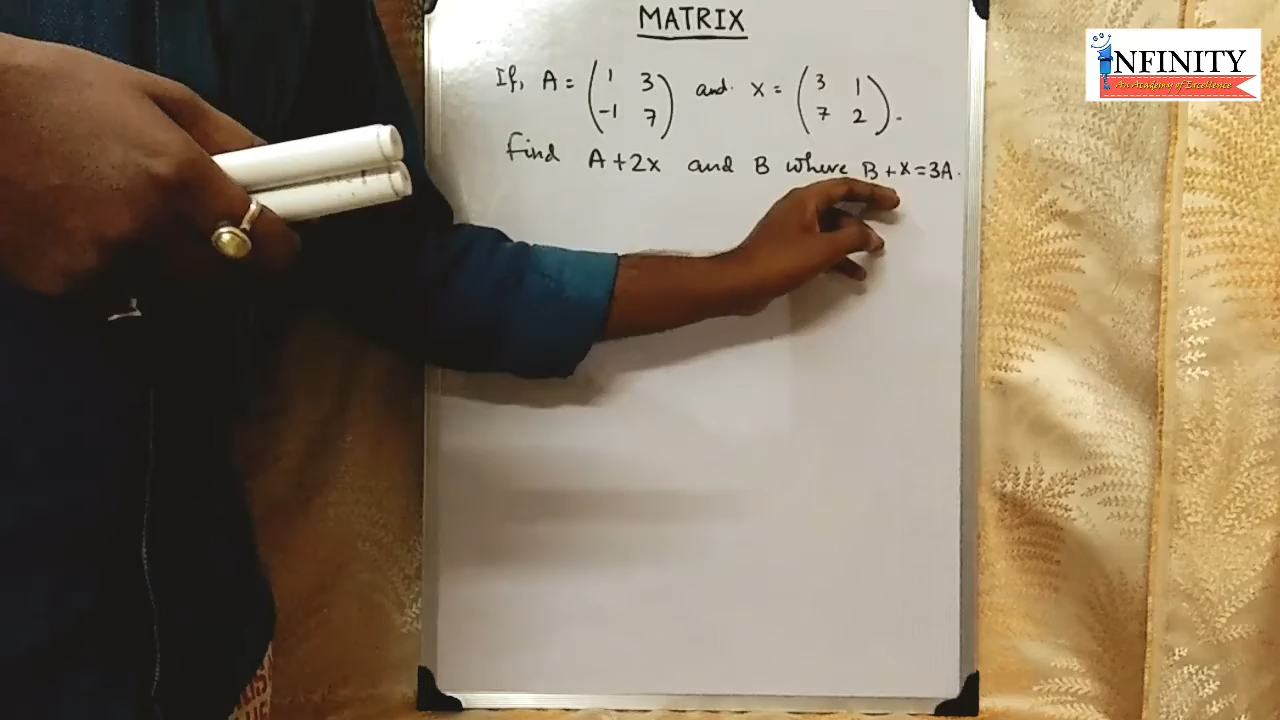 MATRIX
If, A = ( 1 3 -1 7 ) and. X = ( 3 1 7 2 ).
find A+2X and B where B+X=3A.
INFINITY
An Academy of Excellence